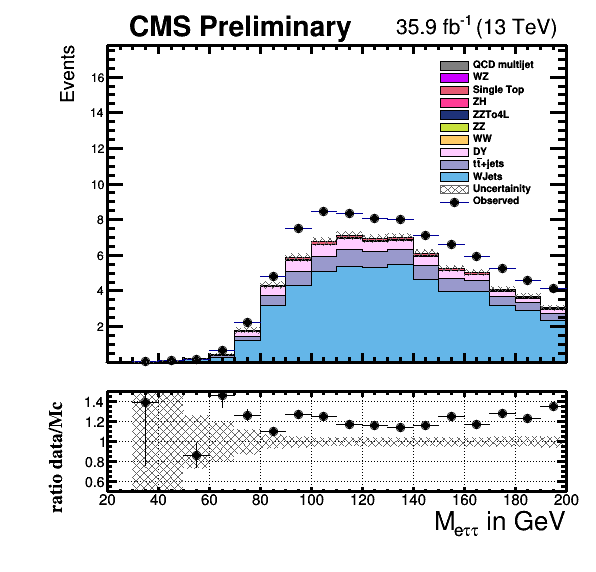 CMS Preliminary 35.9 fb⁻¹ (13 TeV)
Events
16
14
12
10
8
6
4
2
QCD multijet
WZ
Single Top
ZH
ZZTo4L
ZZ
WW
DY
tt̄+jets
WJets
Uncertainity
Observed
ratio data/Mc
1.4
1.2
1
0.8
0.6
20 40 60 80 100 120 140 160 180 200
M_eττ in GeV